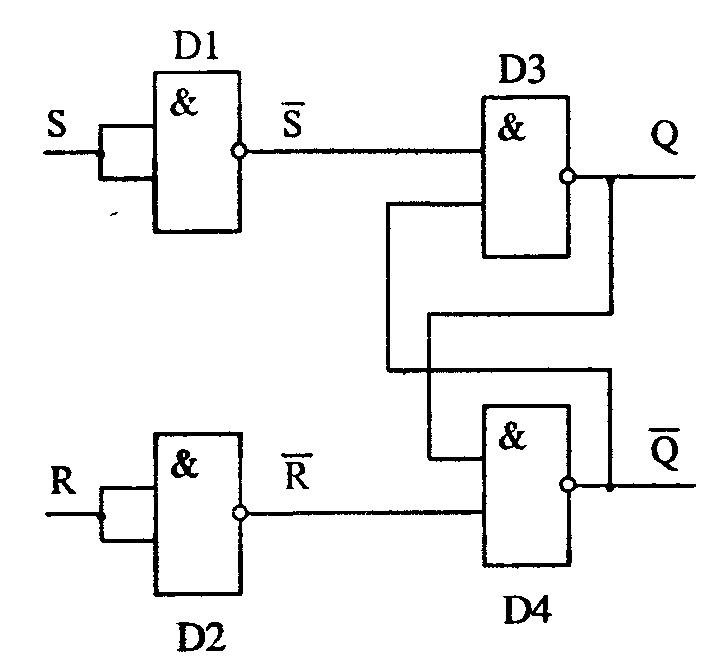 D1
D3
S & S̅ & Q
& Q̅
R & R̅
D4
D2